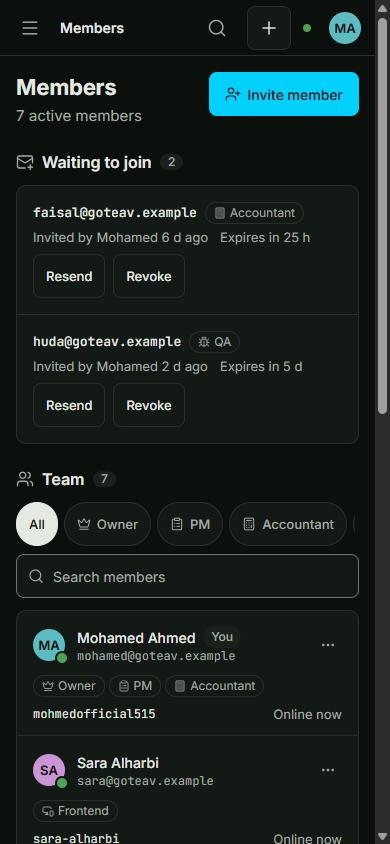 Members
MA
Members
Invite member
7 active members
Waiting to join 2
faisal@goteav.example Accountant
Invited by Mohamed 6 d ago Expires in 25 h
Resend Revoke
huda@goteav.example QA
Invited by Mohamed 2 d ago Expires in 5 d
Resend Revoke
Team 7
All Owner PM Accountant
Search members
MA Mohamed Ahmed You
mohamed@goteav.example
Owner PM Accountant
mohmedofficial515 Online now
SA Sara Alharbi
sara@goteav.example
Frontend
sara-alharbi Online now